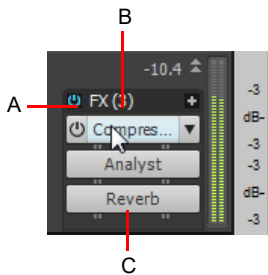 B
-10.4
A
FX (3)
-3
dB-
Compres...
-3
Analyst
-3
Reverb
dB-
-3
C